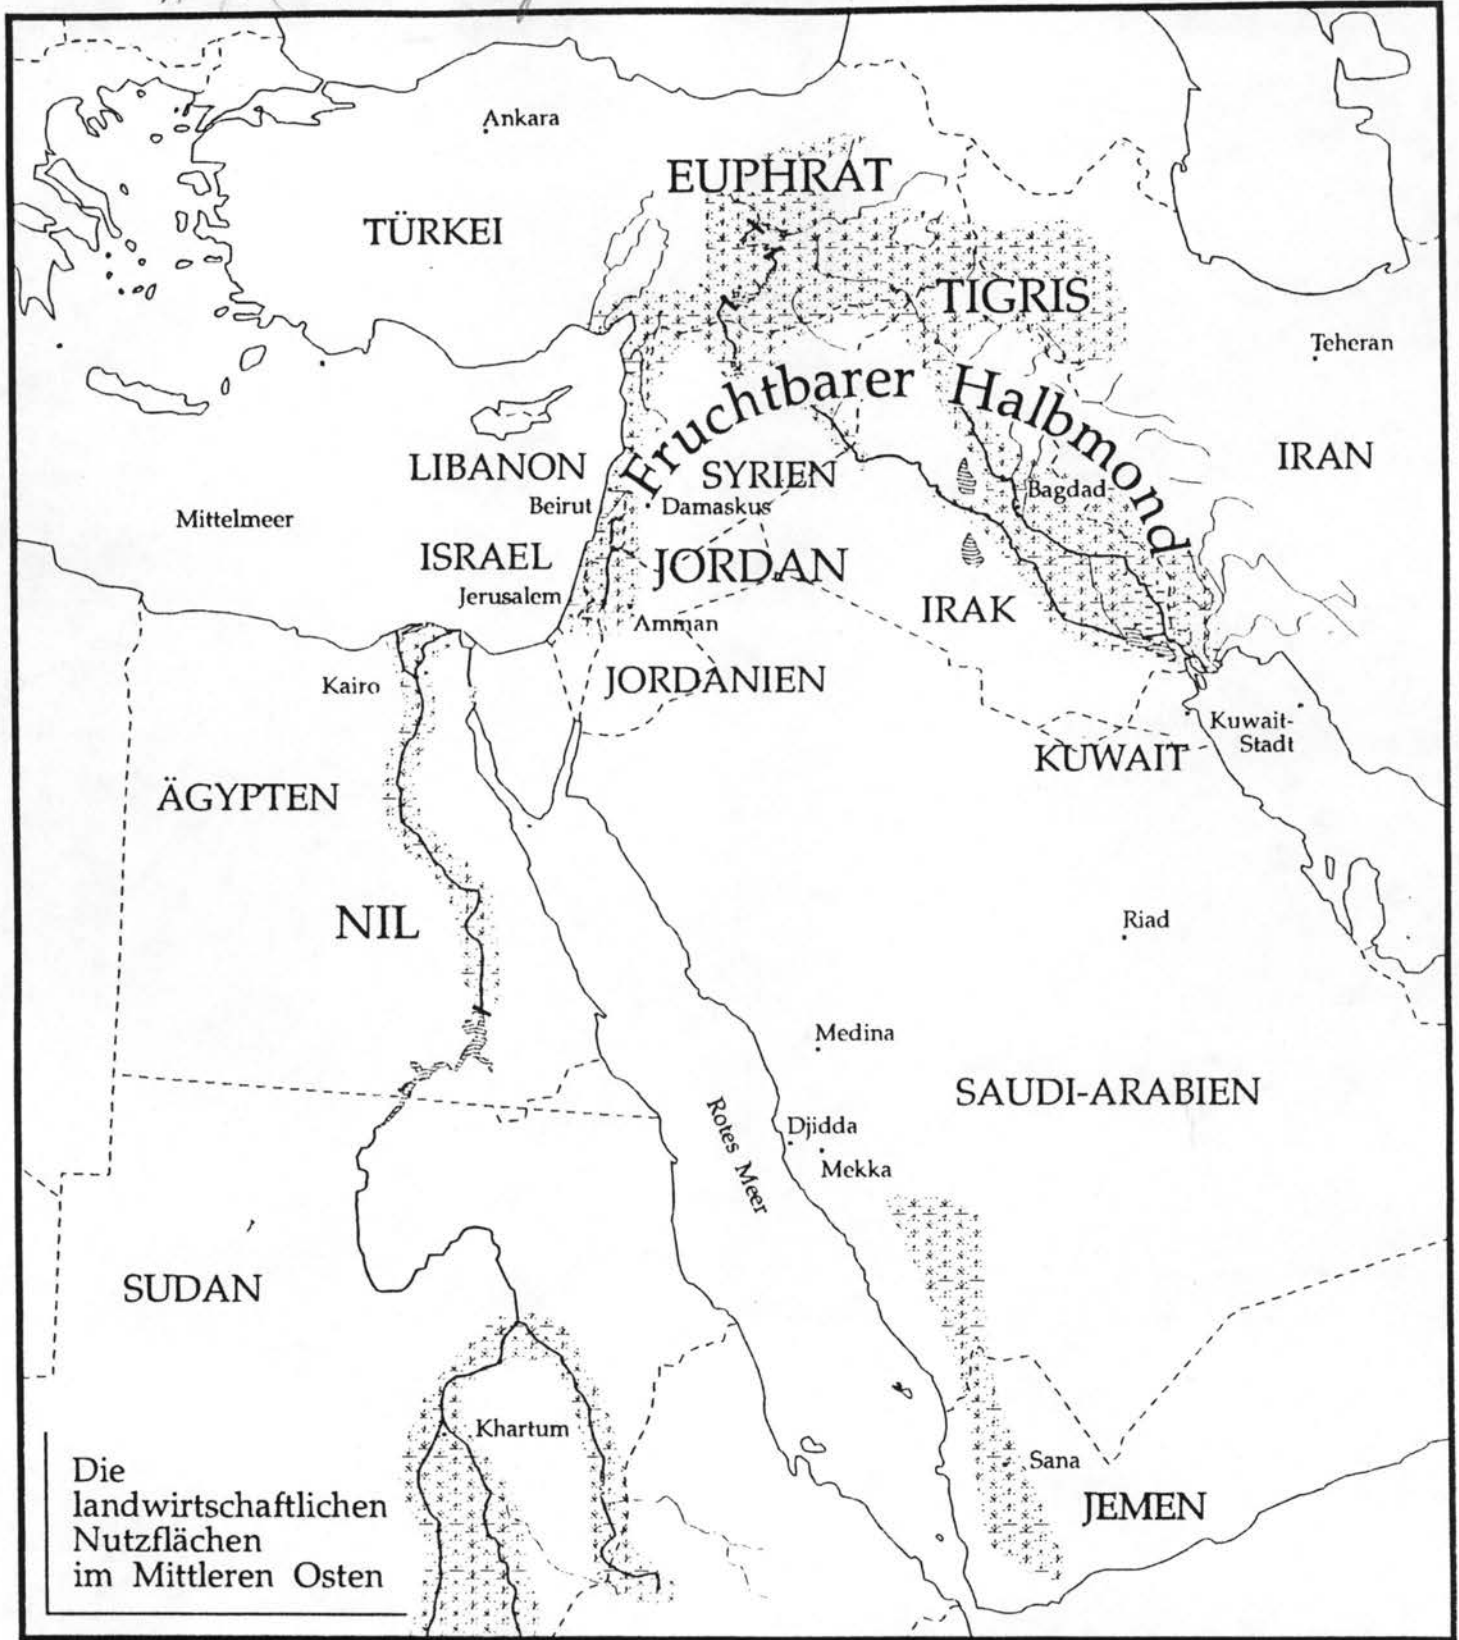 Ankara
EUPHRAT
TÜRKEI
TIGRIS
Teheran
Fruchtbarer Halbmond
LIBANON
SYRIEN
IRAN
Beirut
Damaskus
Bagdad
Mittelmeer
ISRAEL
JORDAN
Jerusalem
IRAK
Amman
Kairo
JORDANIEN
Kuwait-
Stadt
KUWAIT
ÄGYPTEN
NIL
Riad
Medina
SAUDI-ARABIEN
Rotes Meer
Djidda
Mekka
SUDAN
Khartum
Sana
JEMEN
Die
landwirtschaftlichen
Nutzflächen
im Mittleren Osten